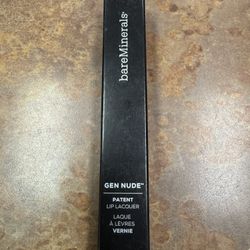 bareMinerals®
GEN NUDE™
PATENT
LIP LACQUER
LAQUE
À LÈVRES
VERNIE